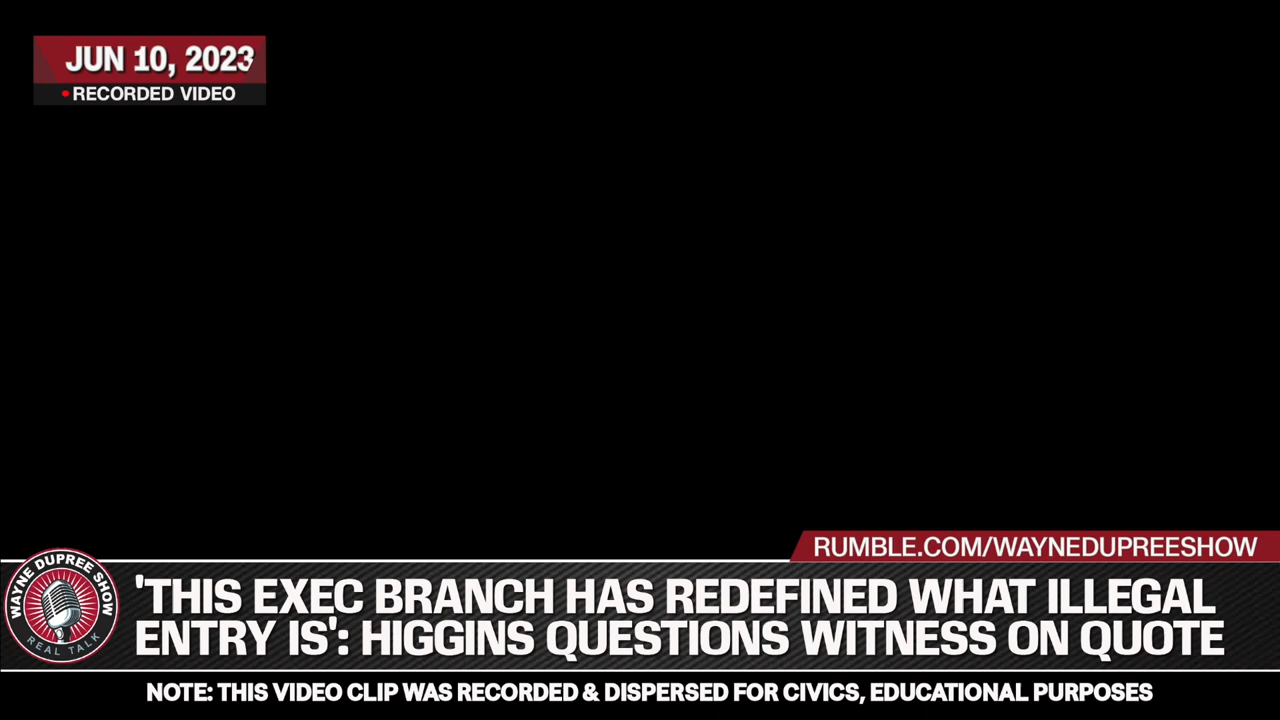 JUN 10, 2023
RECORDED VIDEO
RUMBLE.COM/WAYNEDUPREESHOW
WAYNE DUPREE SHOW
REAL TALK
'THIS EXEC BRANCH HAS REDEFINED WHAT ILLEGAL
ENTRY IS': HIGGINS QUESTIONS WITNESS ON QUOTE
NOTE: THIS VIDEO CLIP WAS RECORDED & DISPERSED FOR CIVICS, EDUCATIONAL PURPOSES